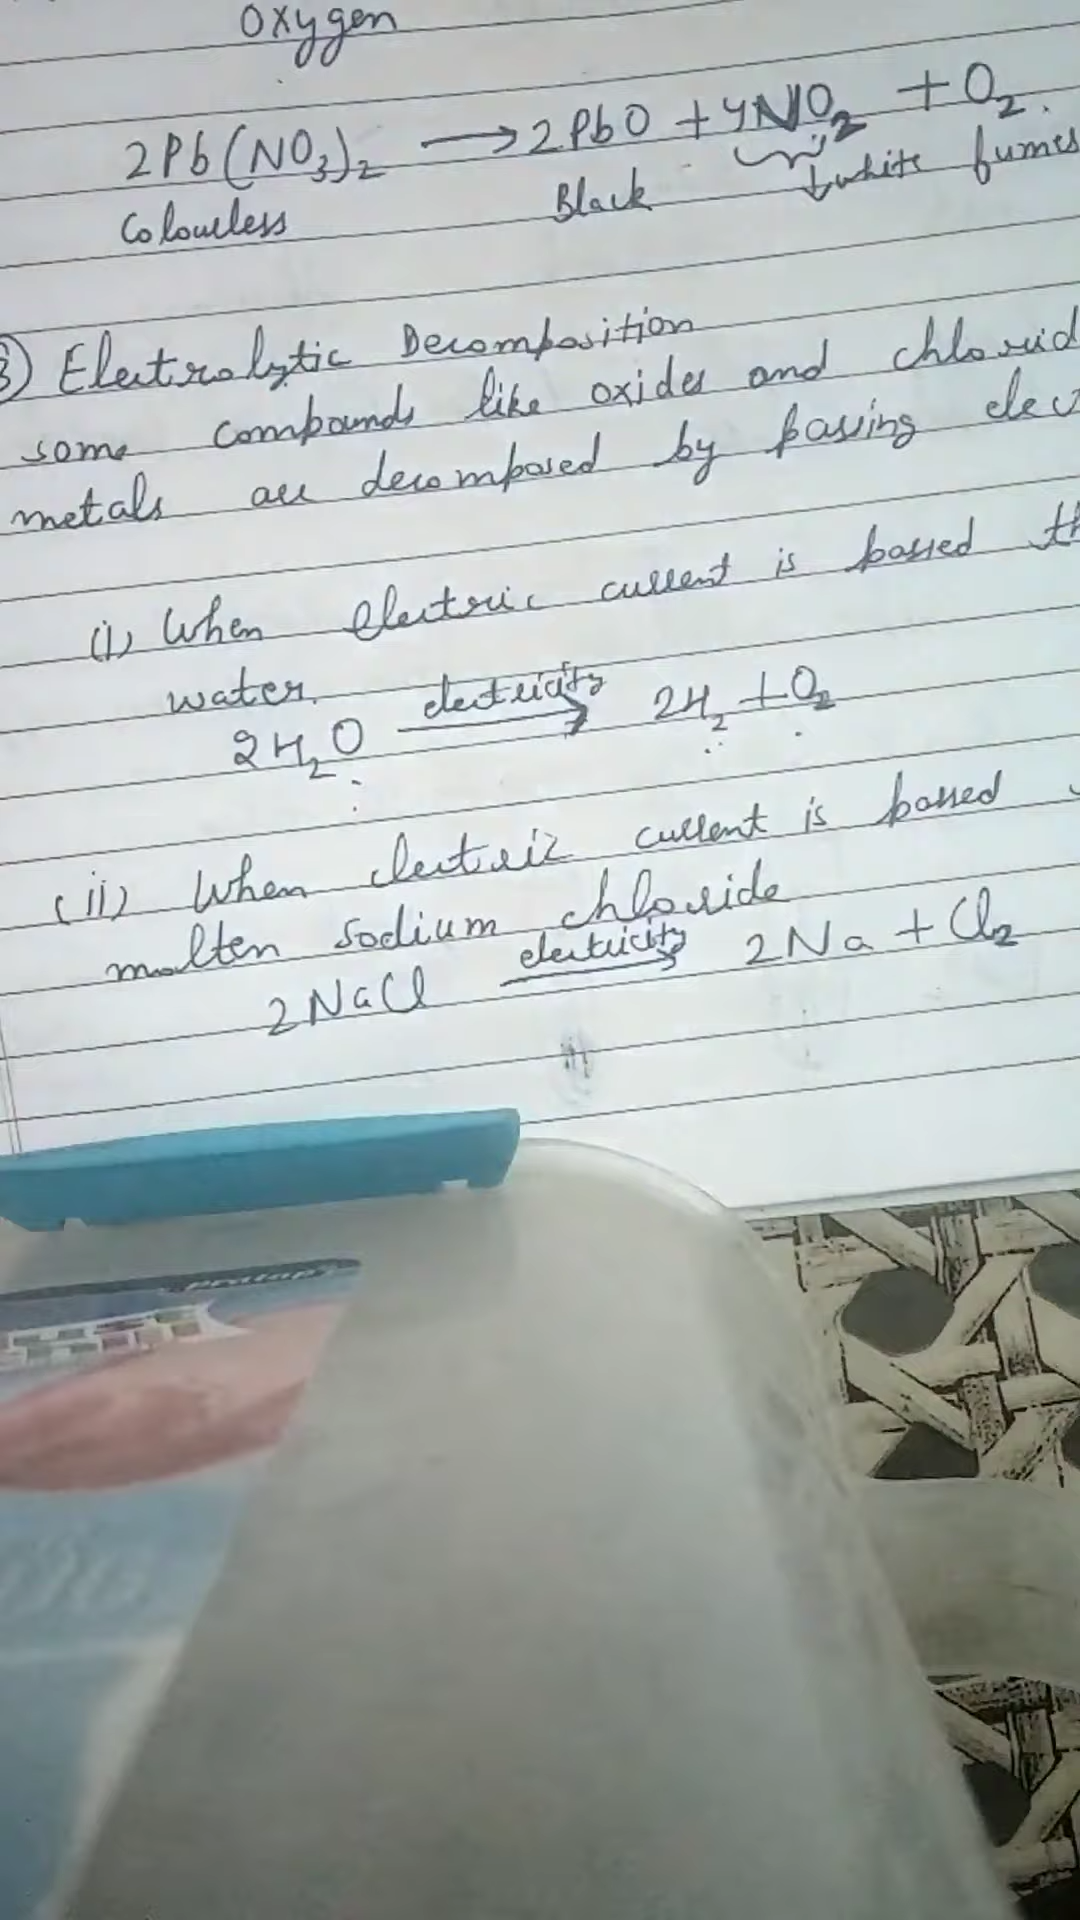 Oxygen
2Pb(NO3)2 → 2PbO + 4NO2 + O2.
Colourless Black ↓white fumes
3) Electrolytic Decomposition
some compounds like oxides and chlorid
metals are decomposed by passing elec
(i) When electric current is passed th
water.
2H2O electricity→ 2H2 + O2
(ii) When electric current is passed
molten sodium chloride
2NaCl electricity→ 2Na + Cl2